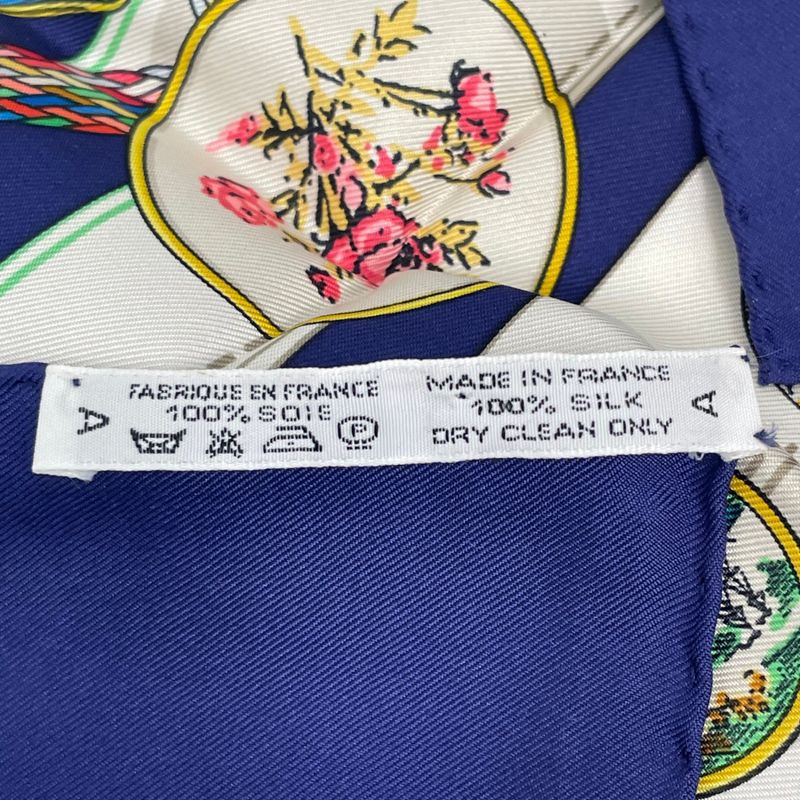 A
FABRIQUE EN FRANCE
100% SOIE
P
MADE IN FRANCE
100% SILK
DRY CLEAN ONLY
A